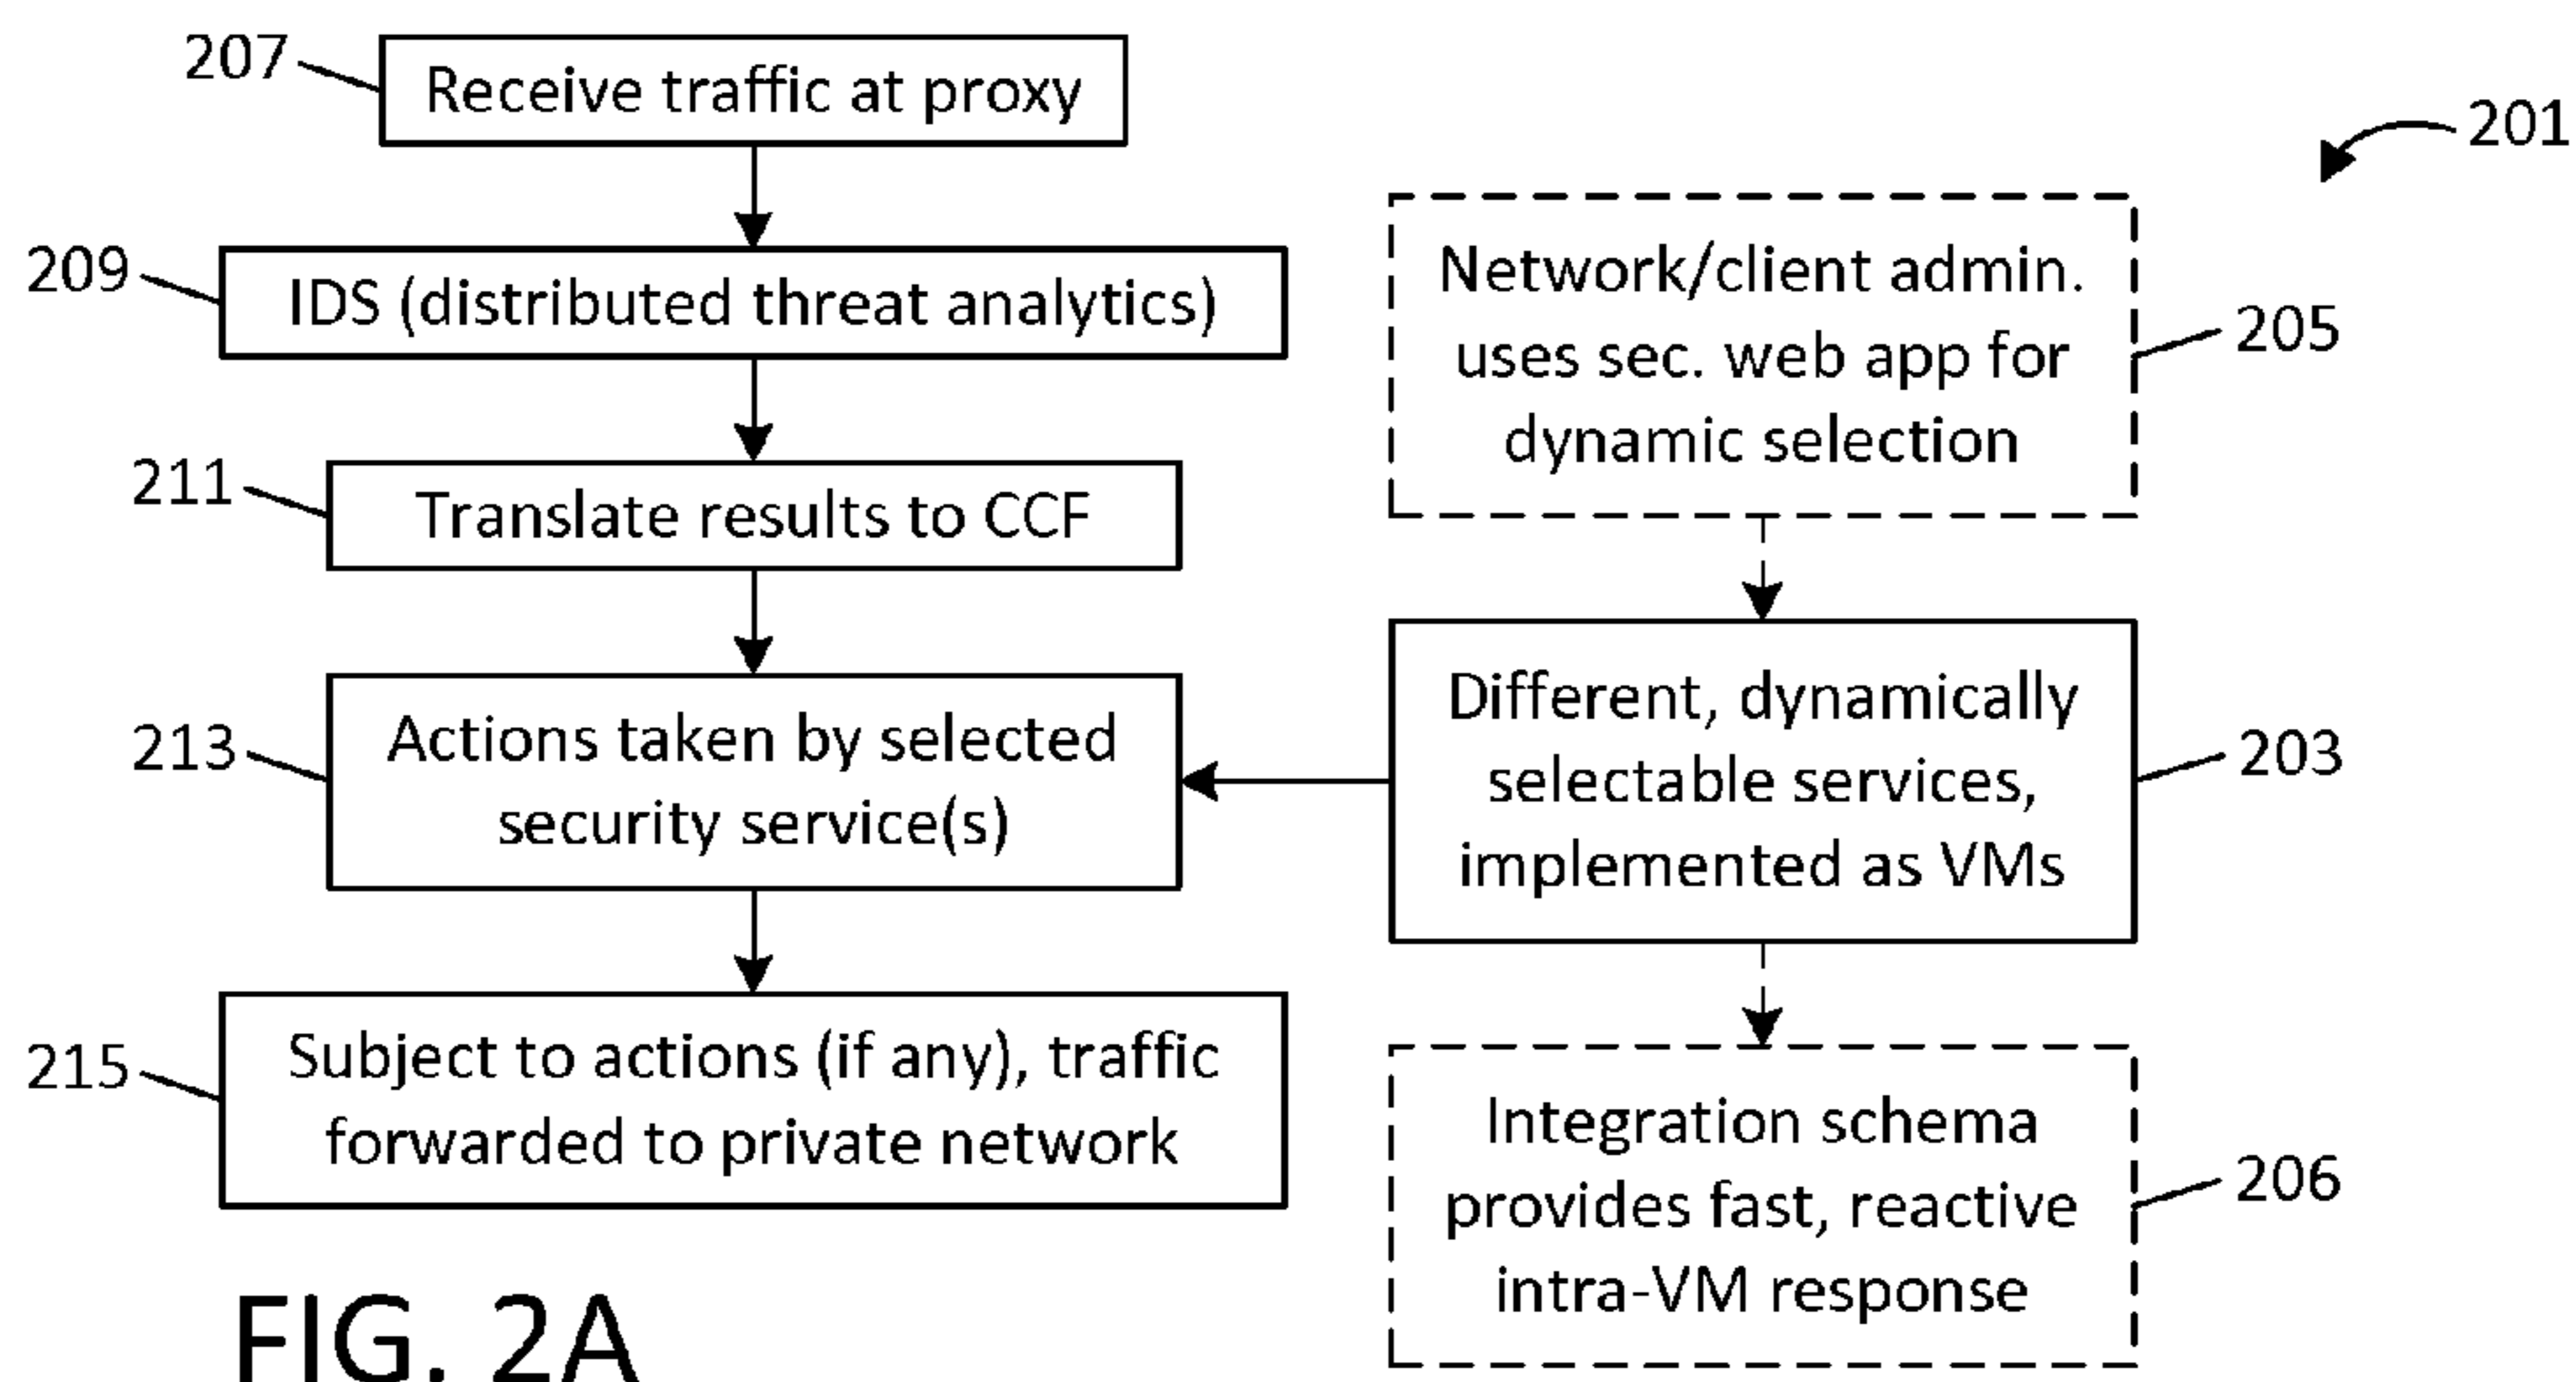 207
Receive traffic at proxy
201
209
IDS (distributed threat analytics)
Network/client admin.
uses sec. web app for
dynamic selection
205
211
Translate results to CCF
213
Actions taken by selected
security service(s)
Different, dynamically
selectable services,
implemented as VMs
203
215
Subject to actions (if any), traffic
forwarded to private network
Integration schema
provides fast, reactive
intra-VM response
206
FIG. 2A